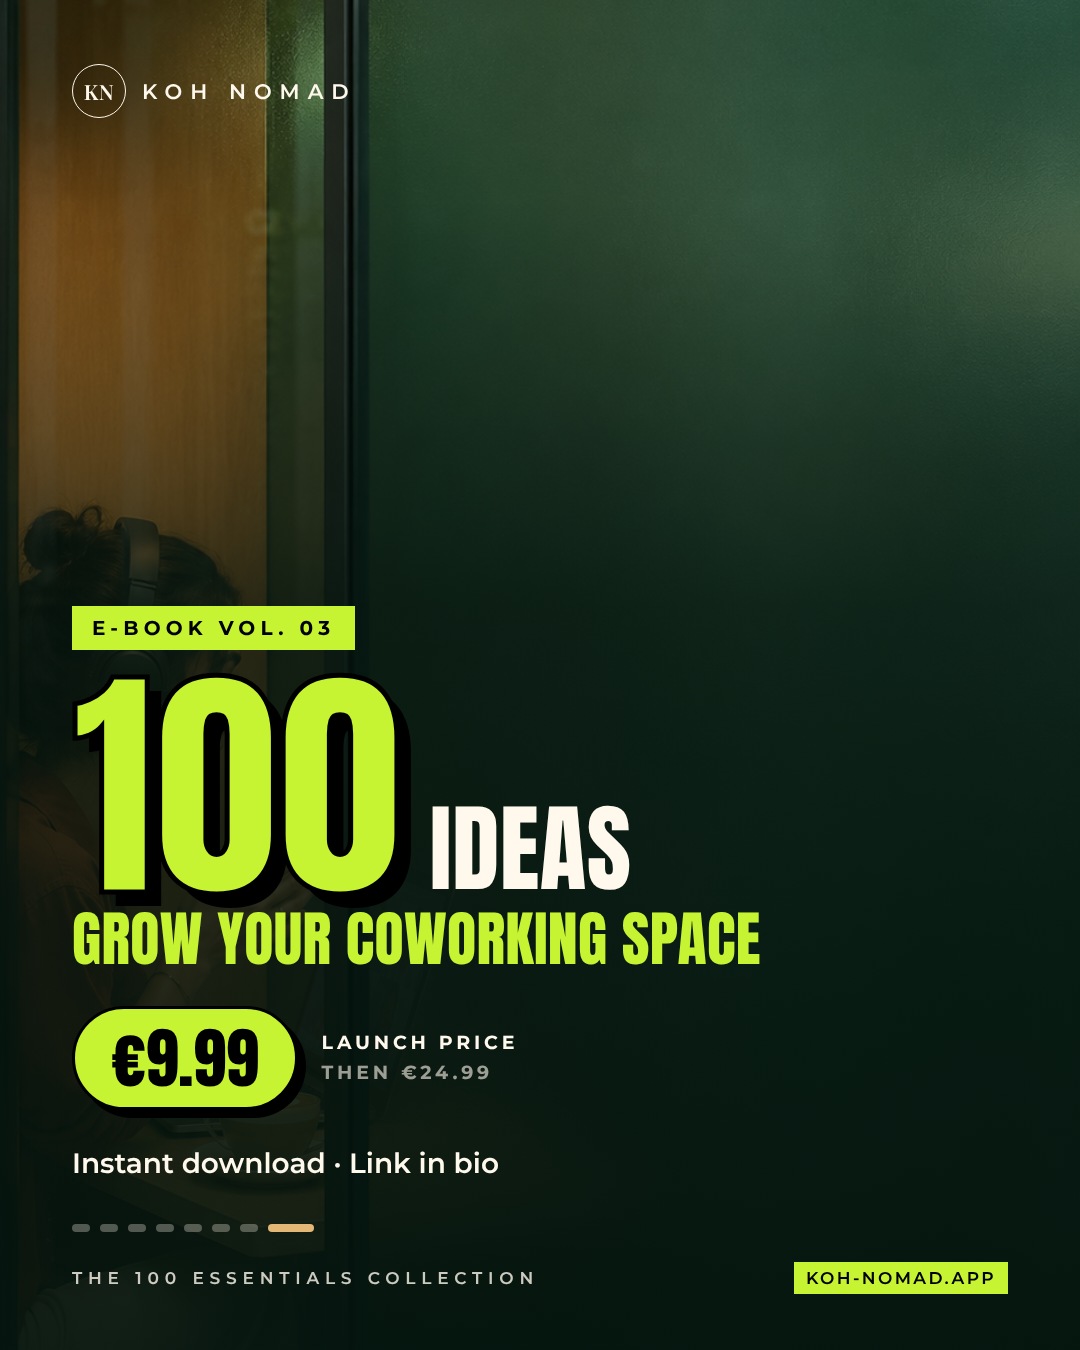 KN KOH NOMAD
E-BOOK VOL. 03
100 IDEAS
GROW YOUR COWORKING SPACE
€9.99
LAUNCH PRICE
THEN €24.99
Instant download · Link in bio
THE 100 ESSENTIALS COLLECTION
KOH-NOMAD.APP